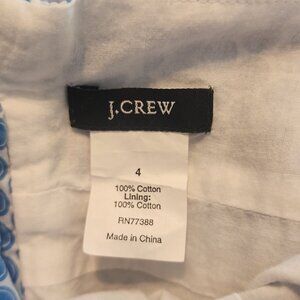 J.CREW
4
100% Cotton
Lining:
100% Cotton
RN77388
Made in China